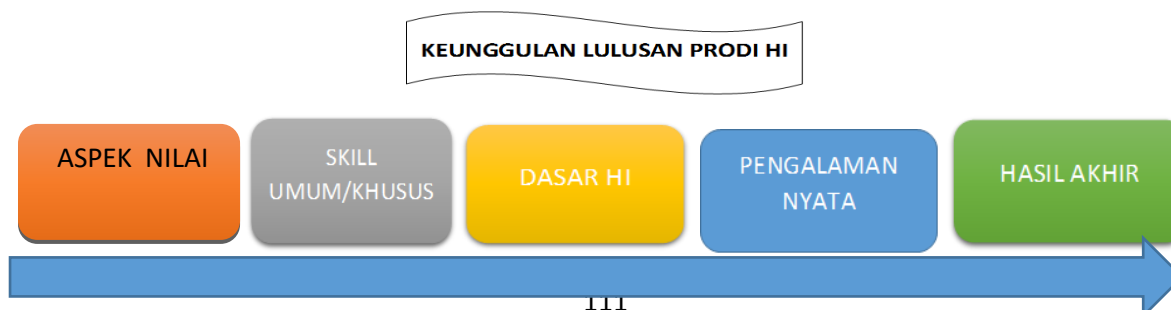 KEUNGGULAN LULUSAN PRODI HI
ASPEK NILAI
SKILL
UMUM/KHUSUS
DASAR HI
PENGALAMAN
NYATA
HASIL AKHIR
111